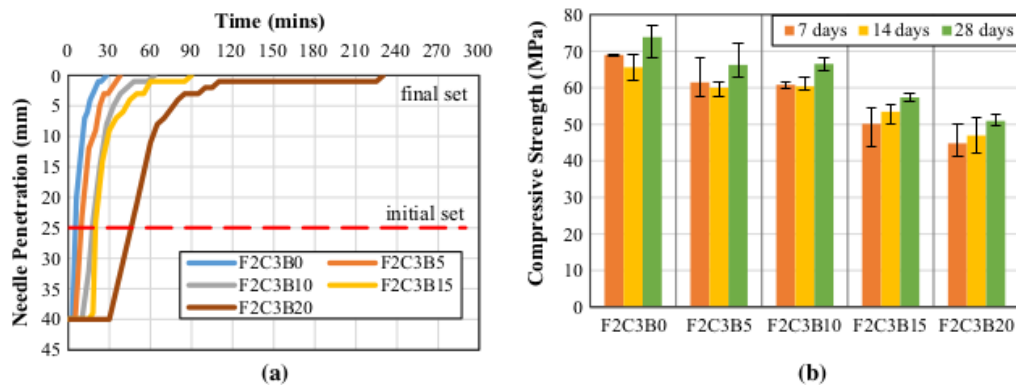 Time (mins)
0 30 60 90 120 150 180 210 240 270 300
Needle Penetration (mm)
0
5
10
15
20
25
30
35
40
45
final set
initial set
F2C3B0 F2C3B5
F2C3B10 F2C3B15
F2C3B20
(a)
Compressive Strength (MPa)
80
70
60
50
40
30
20
10
0
7 days 14 days 28 days
F2C3B0 F2C3B5 F2C3B10 F2C3B15 F2C3B20
(b)